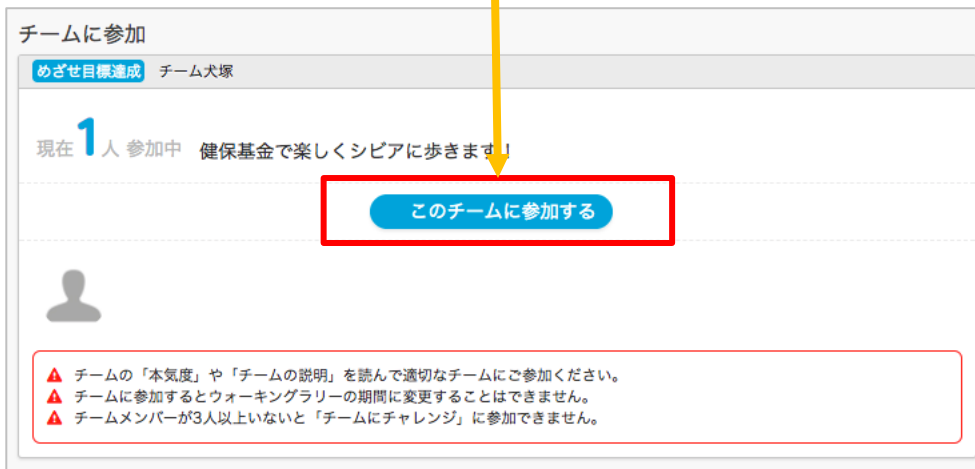 チームに参加
めざせ目標達成 チーム犬塚
現在 1 人 参加中 健保基金で楽しくシビアに歩きます！
このチームに参加する
チームの「本気度」や「チームの説明」を読んで適切なチームにご参加ください。
チームに参加するとウォーキングラリーの期間に変更することはできません。
チームメンバーが3人以上いないと「チームにチャレンジ」に参加できません。